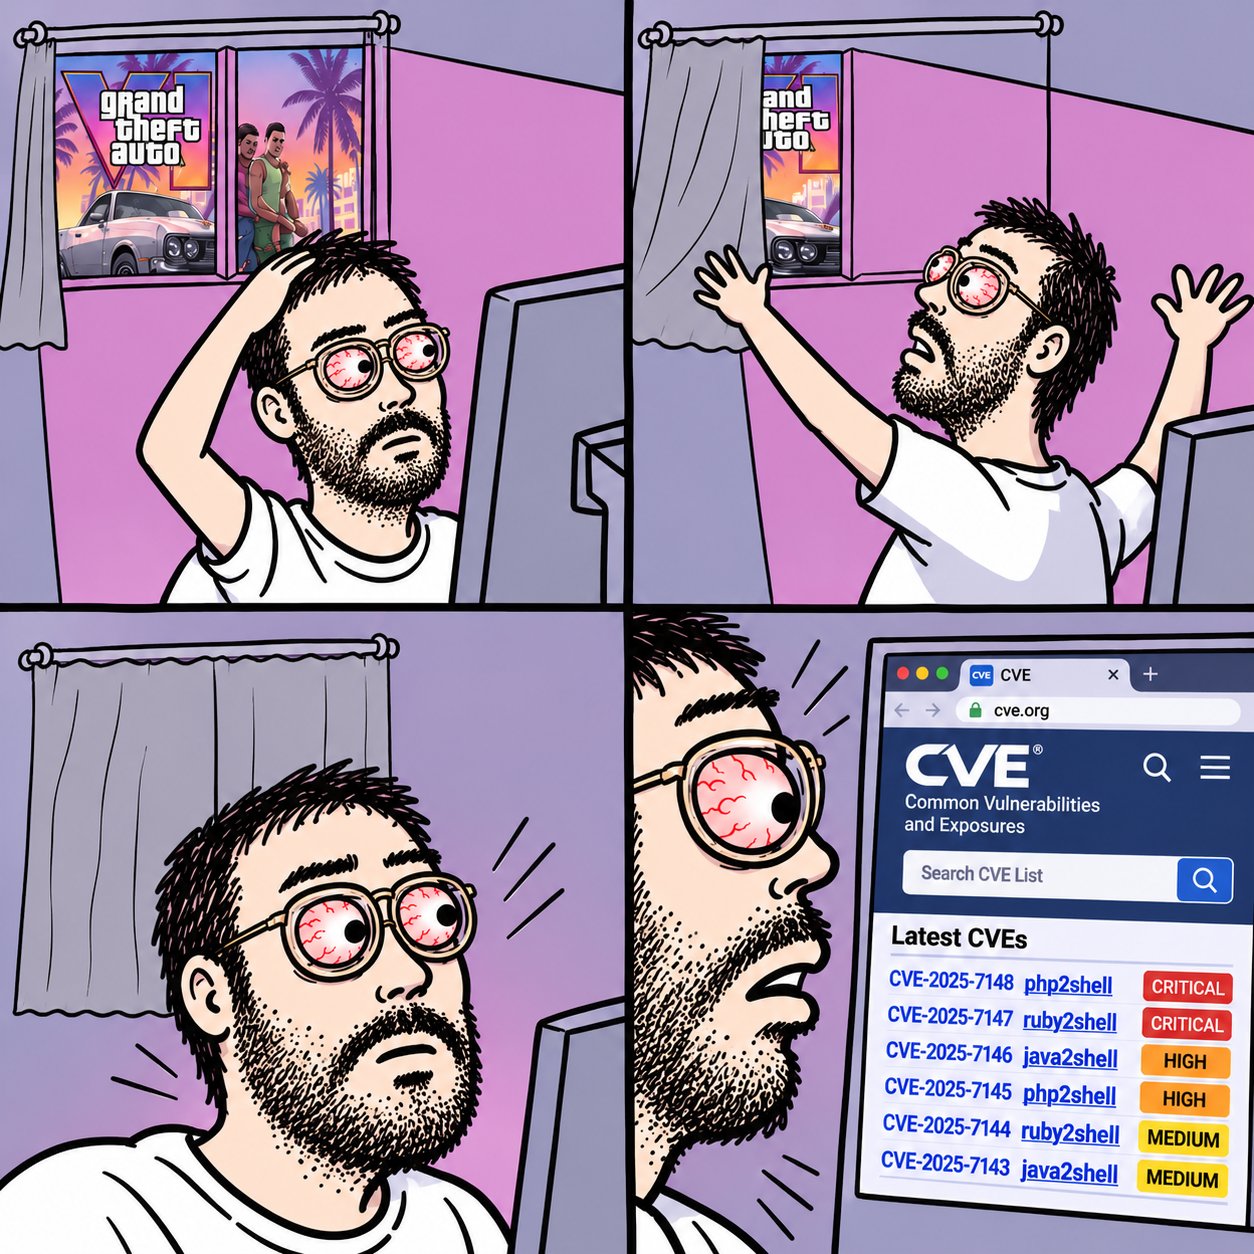 VI
grand
theft
auto
and
heft
uto
CVE
cve.org
CVE®
Common Vulnerabilities
and Exposures
Search CVE List
Latest CVEs
CVE-2025-7148 php2shell CRITICAL
CVE-2025-7147 ruby2shell CRITICAL
CVE-2025-7146 java2shell HIGH
CVE-2025-7145 php2shell HIGH
CVE-2025-7144 ruby2shell MEDIUM
CVE-2025-7143 java2shell MEDIUM